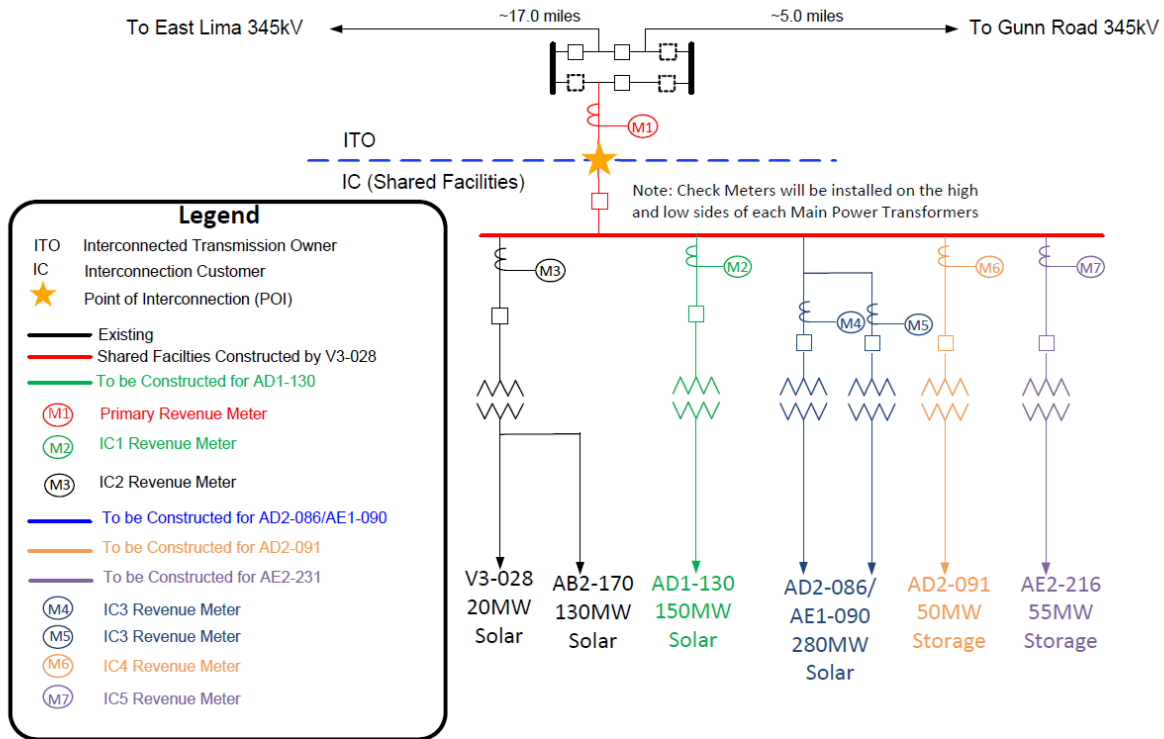 ~17.0 miles
~5.0 miles
To East Lima 345kV
To Gunn Road 345kV
M1
ITO
IC (Shared Facilities)
Note: Check Meters will be installed on the high
and low sides of each Main Power Transformers
M3
M2
M4
M5
M6
M7
V3-028
20MW
Solar
AB2-170
130MW
Solar
AD1-130
150MW
Solar
AD2-086/
AE1-090
280MW
Solar
AD2-091
50MW
Storage
AE2-216
55MW
Storage
Legend
ITO Interconnected Transmission Owner
IC Interconnection Customer
Point of Interconnection (POI)
Existing
Shared Facilties Constructed by V3-028
To be Constructed for AD1-130
M1 Primary Revenue Meter
M2 IC1 Revenue Meter
M3 IC2 Revenue Meter
To be Constructed for AD2-086/AE1-090
To be Constructed for AD2-091
To be Constructed for AE2-231
M4 IC3 Revenue Meter
M5 IC3 Revenue Meter
M6 IC4 Revenue Meter
M7 IC5 Revenue Meter